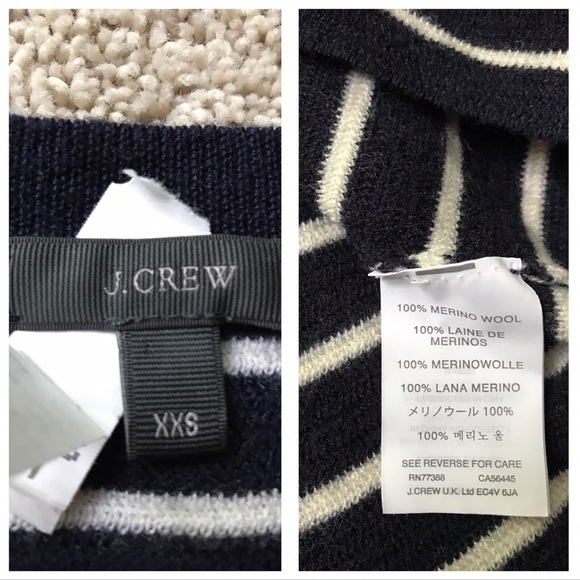 J.CREW
XXS
100% MERINO WOOL
100% LAINE DE
MERINOS
100% MERINOWOLLE
100% LANA MERINO
メリノウール 100%
100% 메리노 울
SEE REVERSE FOR CARE
RN77388 CA56445
J.CREW U.K. Ltd EC4V 6JA